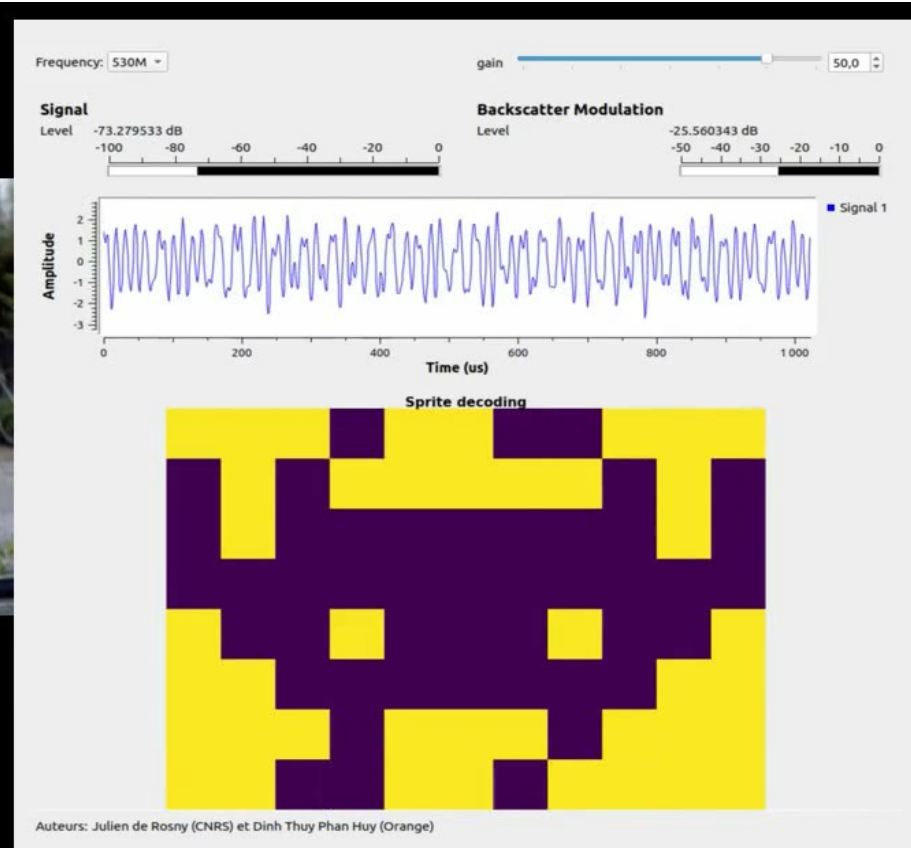 Frequency: 530M gain 50,0
Signal Backscatter Modulation
Level -73.279533 dB Level -25.560343 dB
-100 -80 -60 -40 -20 0 -50 -40 -30 -20 -10 0
Signal 1
2
1
0
-1
-2
-3
Amplitude
0 200 400 600 800 1 000
Time (us)
Sprite decoding
Auteurs: Julien de Rosny (CNRS) et Dinh Thuy Phan Huy (Orange)